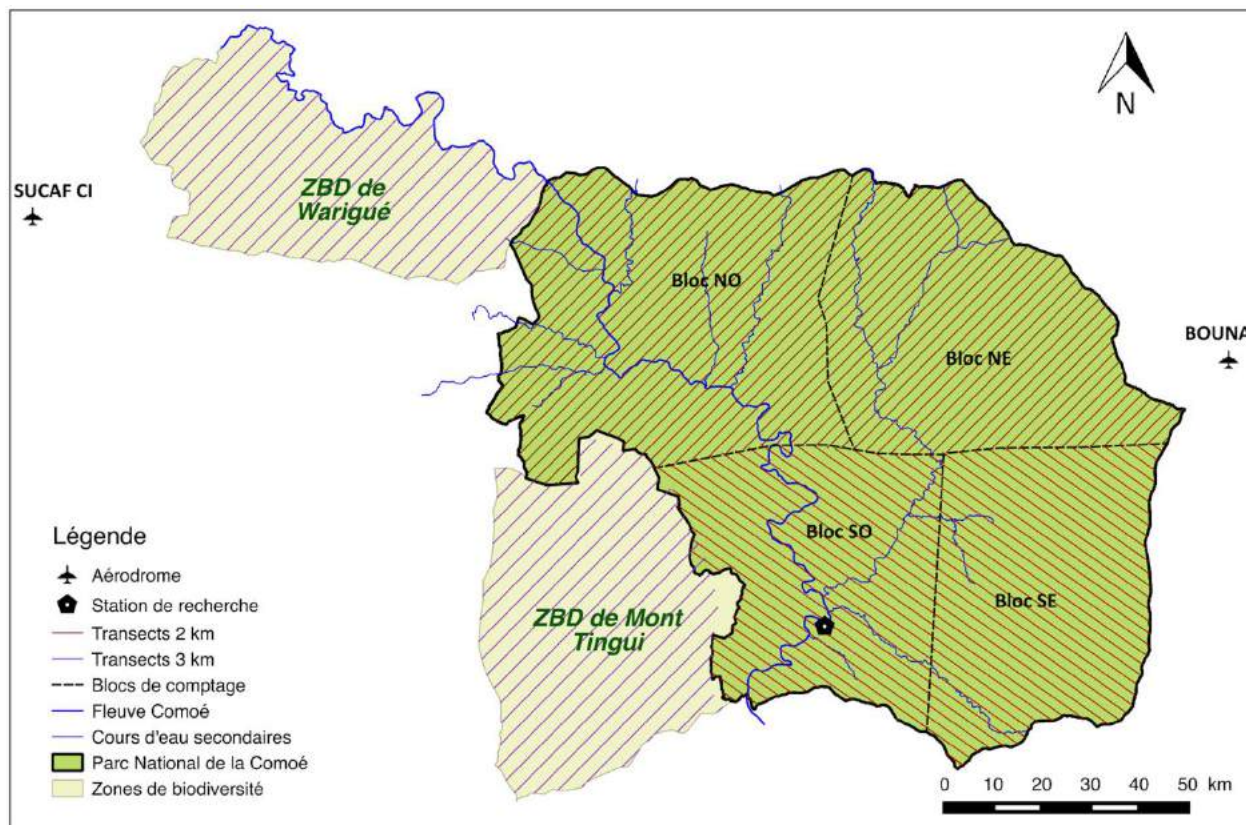 N
SUCAF CI
ZBD de
Warigué
Bloc NO
BOUNA
Bloc NE
Bloc SO
Bloc SE
ZBD de Mont
Tingui
Légende
Aérodrome
Station de recherche
Transects 2 km
Transects 3 km
Blocs de comptage
Fleuve Comoé
Cours d'eau secondaires
Parc National de la Comoé
Zones de biodiversité
0 10 20 30 40 50 km